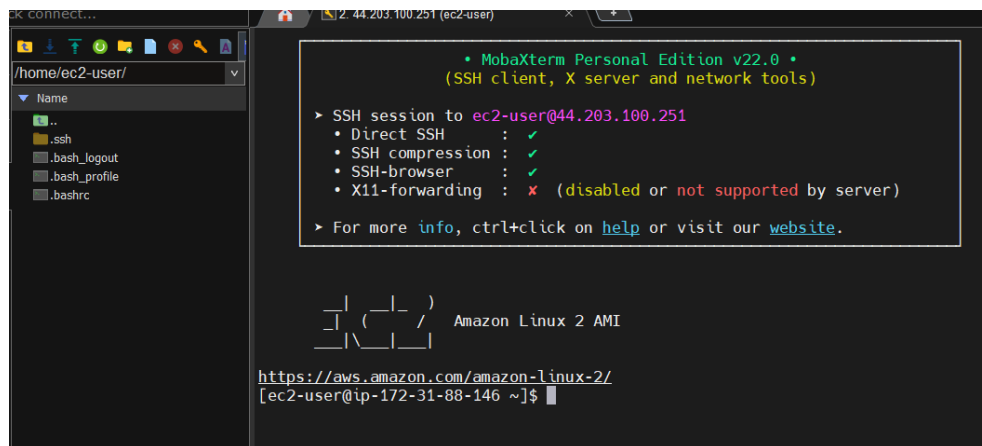 ck connect...
2. 44.203.100.251 (ec2-user)
/home/ec2-user/
Name
..
.ssh
.bash_logout
.bash_profile
.bashrc
• MobaXterm Personal Edition v22.0 •
(SSH client, X server and network tools)
➤ SSH session to ec2-user@44.203.100.251
• Direct SSH : ✔
• SSH compression : ✔
• SSH-browser : ✔
• X11-forwarding : ✘ (disabled or not supported by server)
➤ For more info, ctrl+click on help or visit our website.
__| __|_ )
_| ( / Amazon Linux 2 AMI
___|\___|___|
https://aws.amazon.com/amazon-linux-2/
[ec2-user@ip-172-31-88-146 ~]$